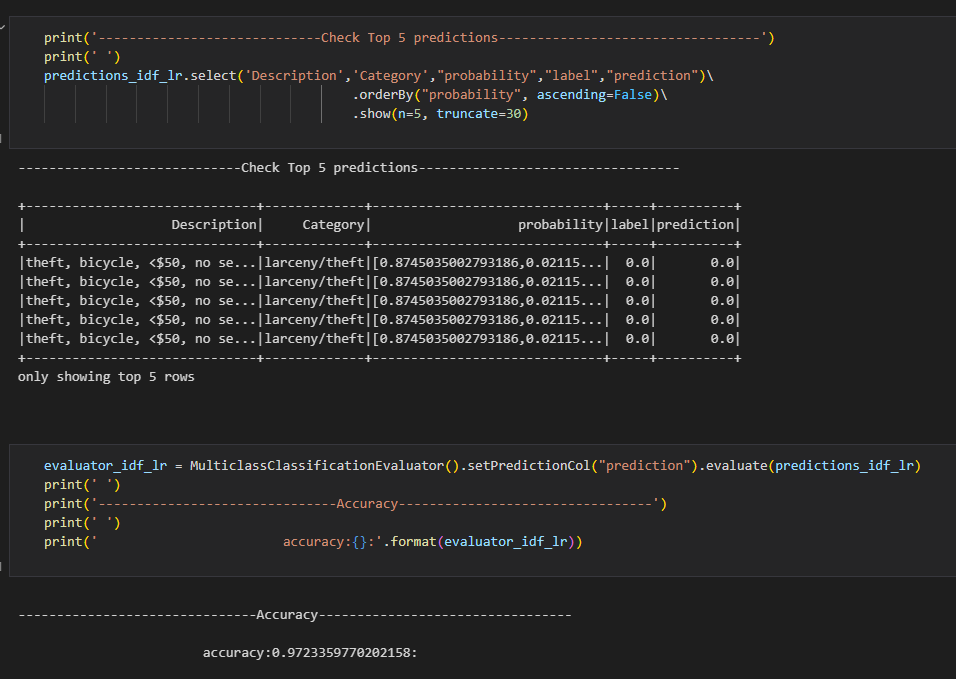 print('-----------------------------Check Top 5 predictions----------------------------------')
print(' ')
predictions_idf_lr.select('Description','Category',"probability","label","prediction")\
.orderBy("probability", ascending=False)\
.show(n=5, truncate=30)
-----------------------------Check Top 5 predictions----------------------------------
+------------------------------+-------------+------------------------------+-----+----------+
|                   Description|     Category|                   probability|label|prediction|
+------------------------------+-------------+------------------------------+-----+----------+
|theft, bicycle, <$50, no se...|larceny/theft|[0.8745035002793186,0.02115...|  0.0|       0.0|
|theft, bicycle, <$50, no se...|larceny/theft|[0.8745035002793186,0.02115...|  0.0|       0.0|
|theft, bicycle, <$50, no se...|larceny/theft|[0.8745035002793186,0.02115...|  0.0|       0.0|
|theft, bicycle, <$50, no se...|larceny/theft|[0.8745035002793186,0.02115...|  0.0|       0.0|
|theft, bicycle, <$50, no se...|larceny/theft|[0.8745035002793186,0.02115...|  0.0|       0.0|
+------------------------------+-------------+------------------------------+-----+----------+
only showing top 5 rows
evaluator_idf_lr = MulticlassClassificationEvaluator().setPredictionCol("prediction").evaluate(predictions_idf_lr)
print(' ')
print('-------------------------------Accuracy---------------------------------')
print(' ')
print('                        accuracy:{}:'.format(evaluator_idf_lr))
-------------------------------Accuracy---------------------------------
accuracy:0.9723359770202158: